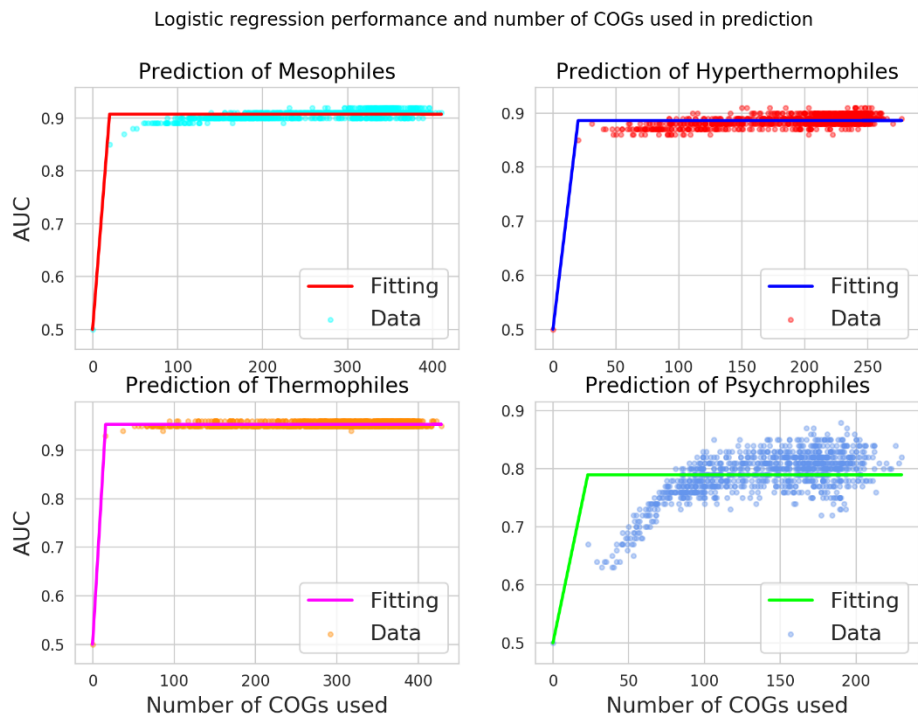 Logistic regression performance and number of COGs used in prediction
Prediction of Mesophiles
AUC
0.9
0.8
0.7
0.6
0.5
0
100
200
300
400
Fitting
Data
Prediction of Hyperthermophiles
0.9
0.8
0.7
0.6
0.5
0
50
100
150
200
250
Fitting
Data
Prediction of Thermophiles
AUC
0.9
0.8
0.7
0.6
0.5
0
100
200
300
400
Number of COGs used
Fitting
Data
Prediction of Psychrophiles
0.9
0.8
0.7
0.6
0.5
0
50
100
150
200
Number of COGs used
Fitting
Data